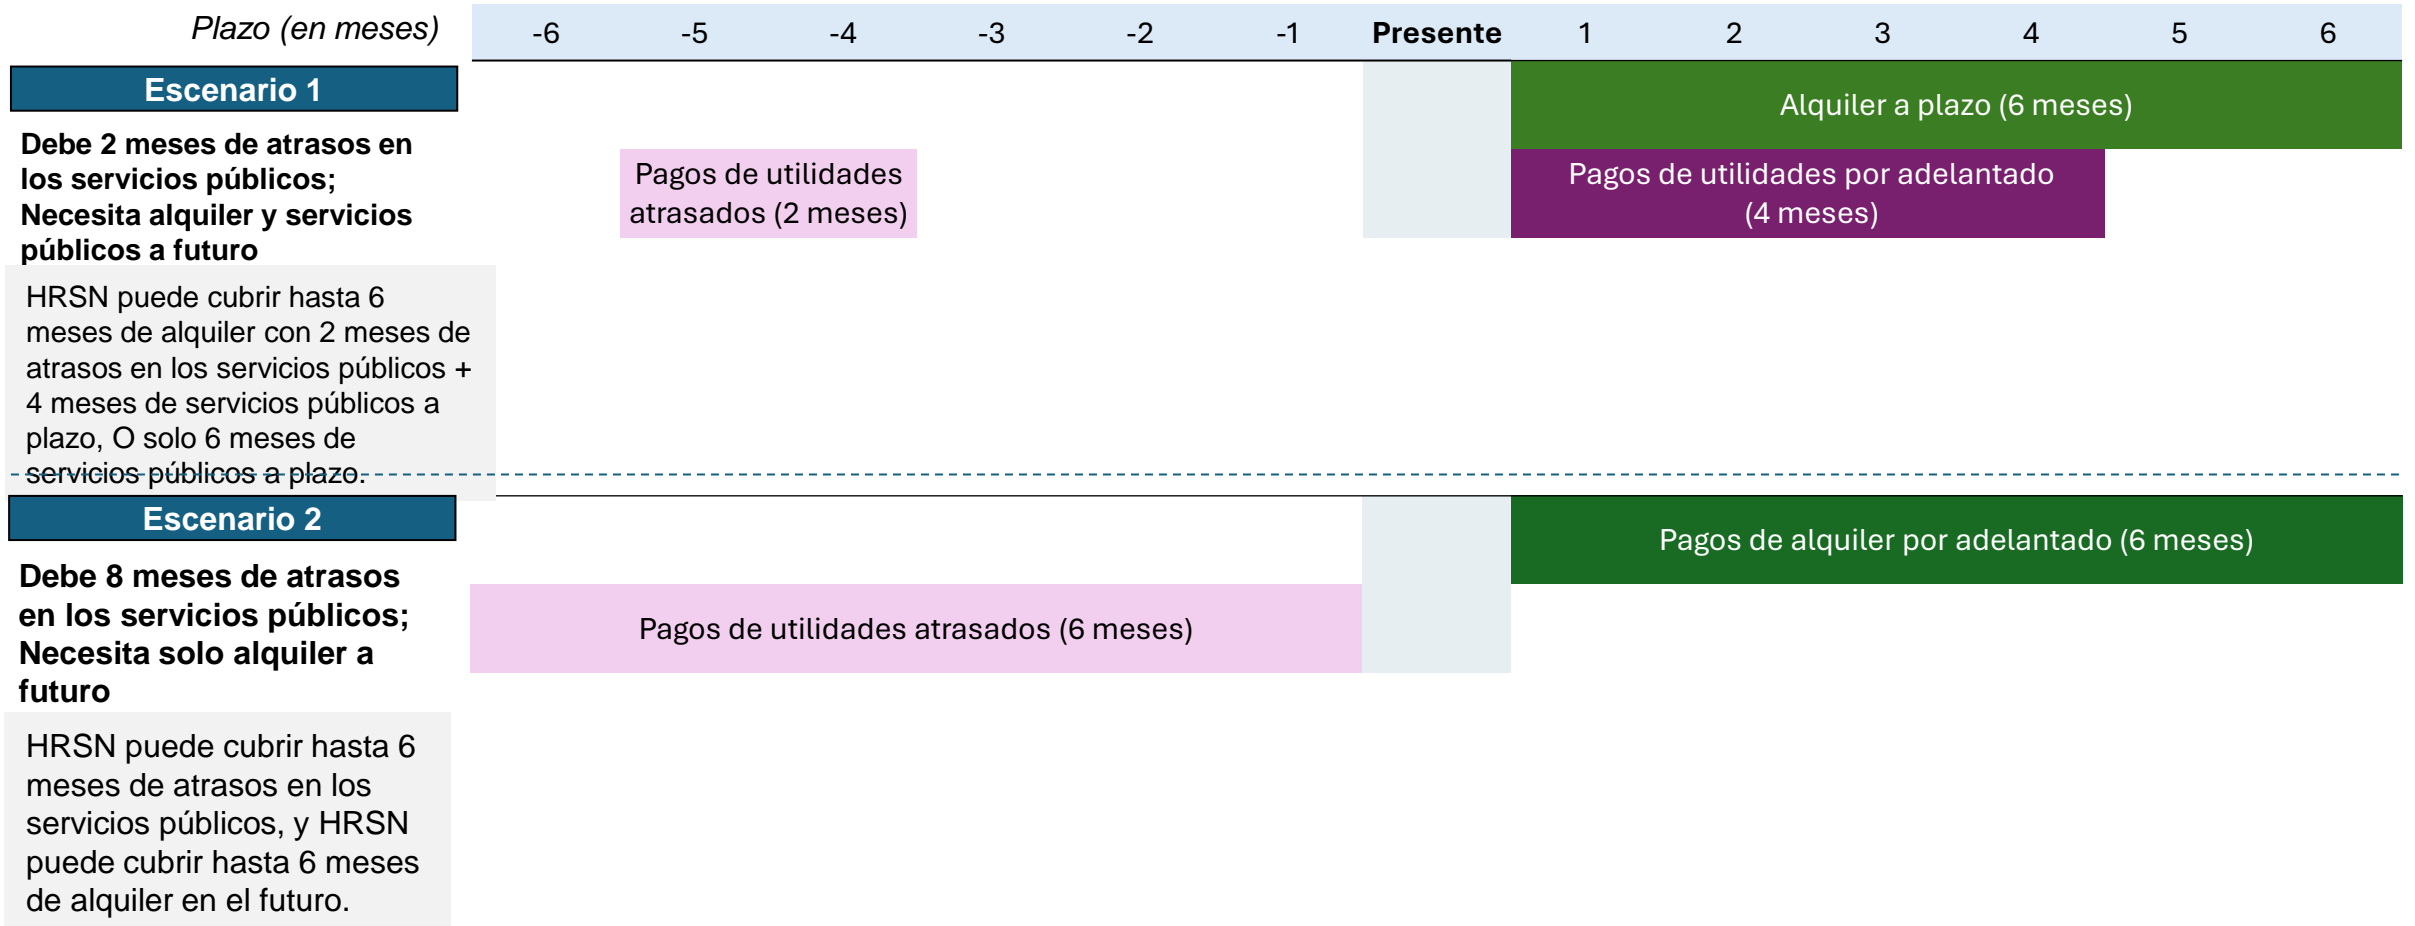 Plazo (en meses) -6 -5 -4 -3 -2 -1 Presente 1 2 3 4 5 6
Escenario 1
Debe 2 meses de atrasos en
los servicios públicos;
Necesita alquiler y servicios
públicos a futuro
HRSN puede cubrir hasta 6
meses de alquiler con 2 meses de
atrasos en los servicios públicos +
4 meses de servicios públicos a
plazo, O solo 6 meses de
servicios públicos a plazo.
Alquiler a plazo (6 meses)
Pagos de utilidades
atrasados (2 meses)
Pagos de utilidades por adelantado
(4 meses)
Escenario 2
Debe 8 meses de atrasos
en los servicios públicos;
Necesita solo alquiler a
futuro
HRSN puede cubrir hasta 6
meses de atrasos en los
servicios públicos, y HRSN
puede cubrir hasta 6 meses
de alquiler en el futuro.
Pagos de alquiler por adelantado (6 meses)
Pagos de utilidades atrasados (6 meses)